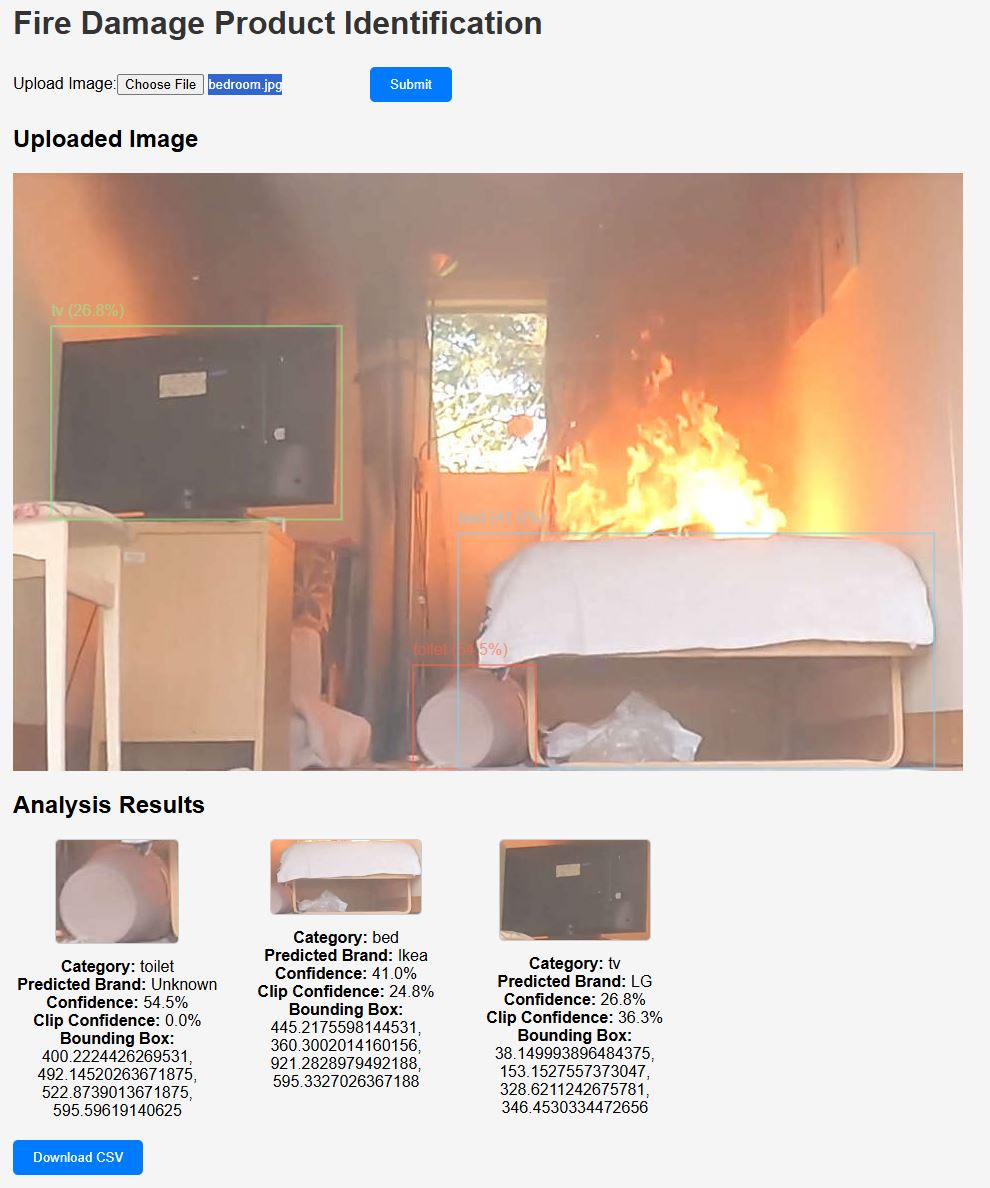 Fire Damage Product Identification
Upload Image: Choose File bedroom.jpg Submit
Uploaded Image
tv (26.8%)
bed (41.0%)
toilet (54.5%)
Analysis Results
Category: toilet
Predicted Brand: Unknown
Confidence: 54.5%
Clip Confidence: 0.0%
Bounding Box:
400.2224426269531,
492.14520263671875,
522.8739013671875,
595.59619140625
Category: bed
Predicted Brand: Ikea
Confidence: 41.0%
Clip Confidence: 24.8%
Bounding Box:
445.2175598144531,
360.3002014160156,
921.2828979492188,
595.3327026367188
Category: tv
Predicted Brand: LG
Confidence: 26.8%
Clip Confidence: 36.3%
Bounding Box:
38.149993896484375,
153.1527557373047,
328.6211242675781,
346.4530334472656
Download CSV